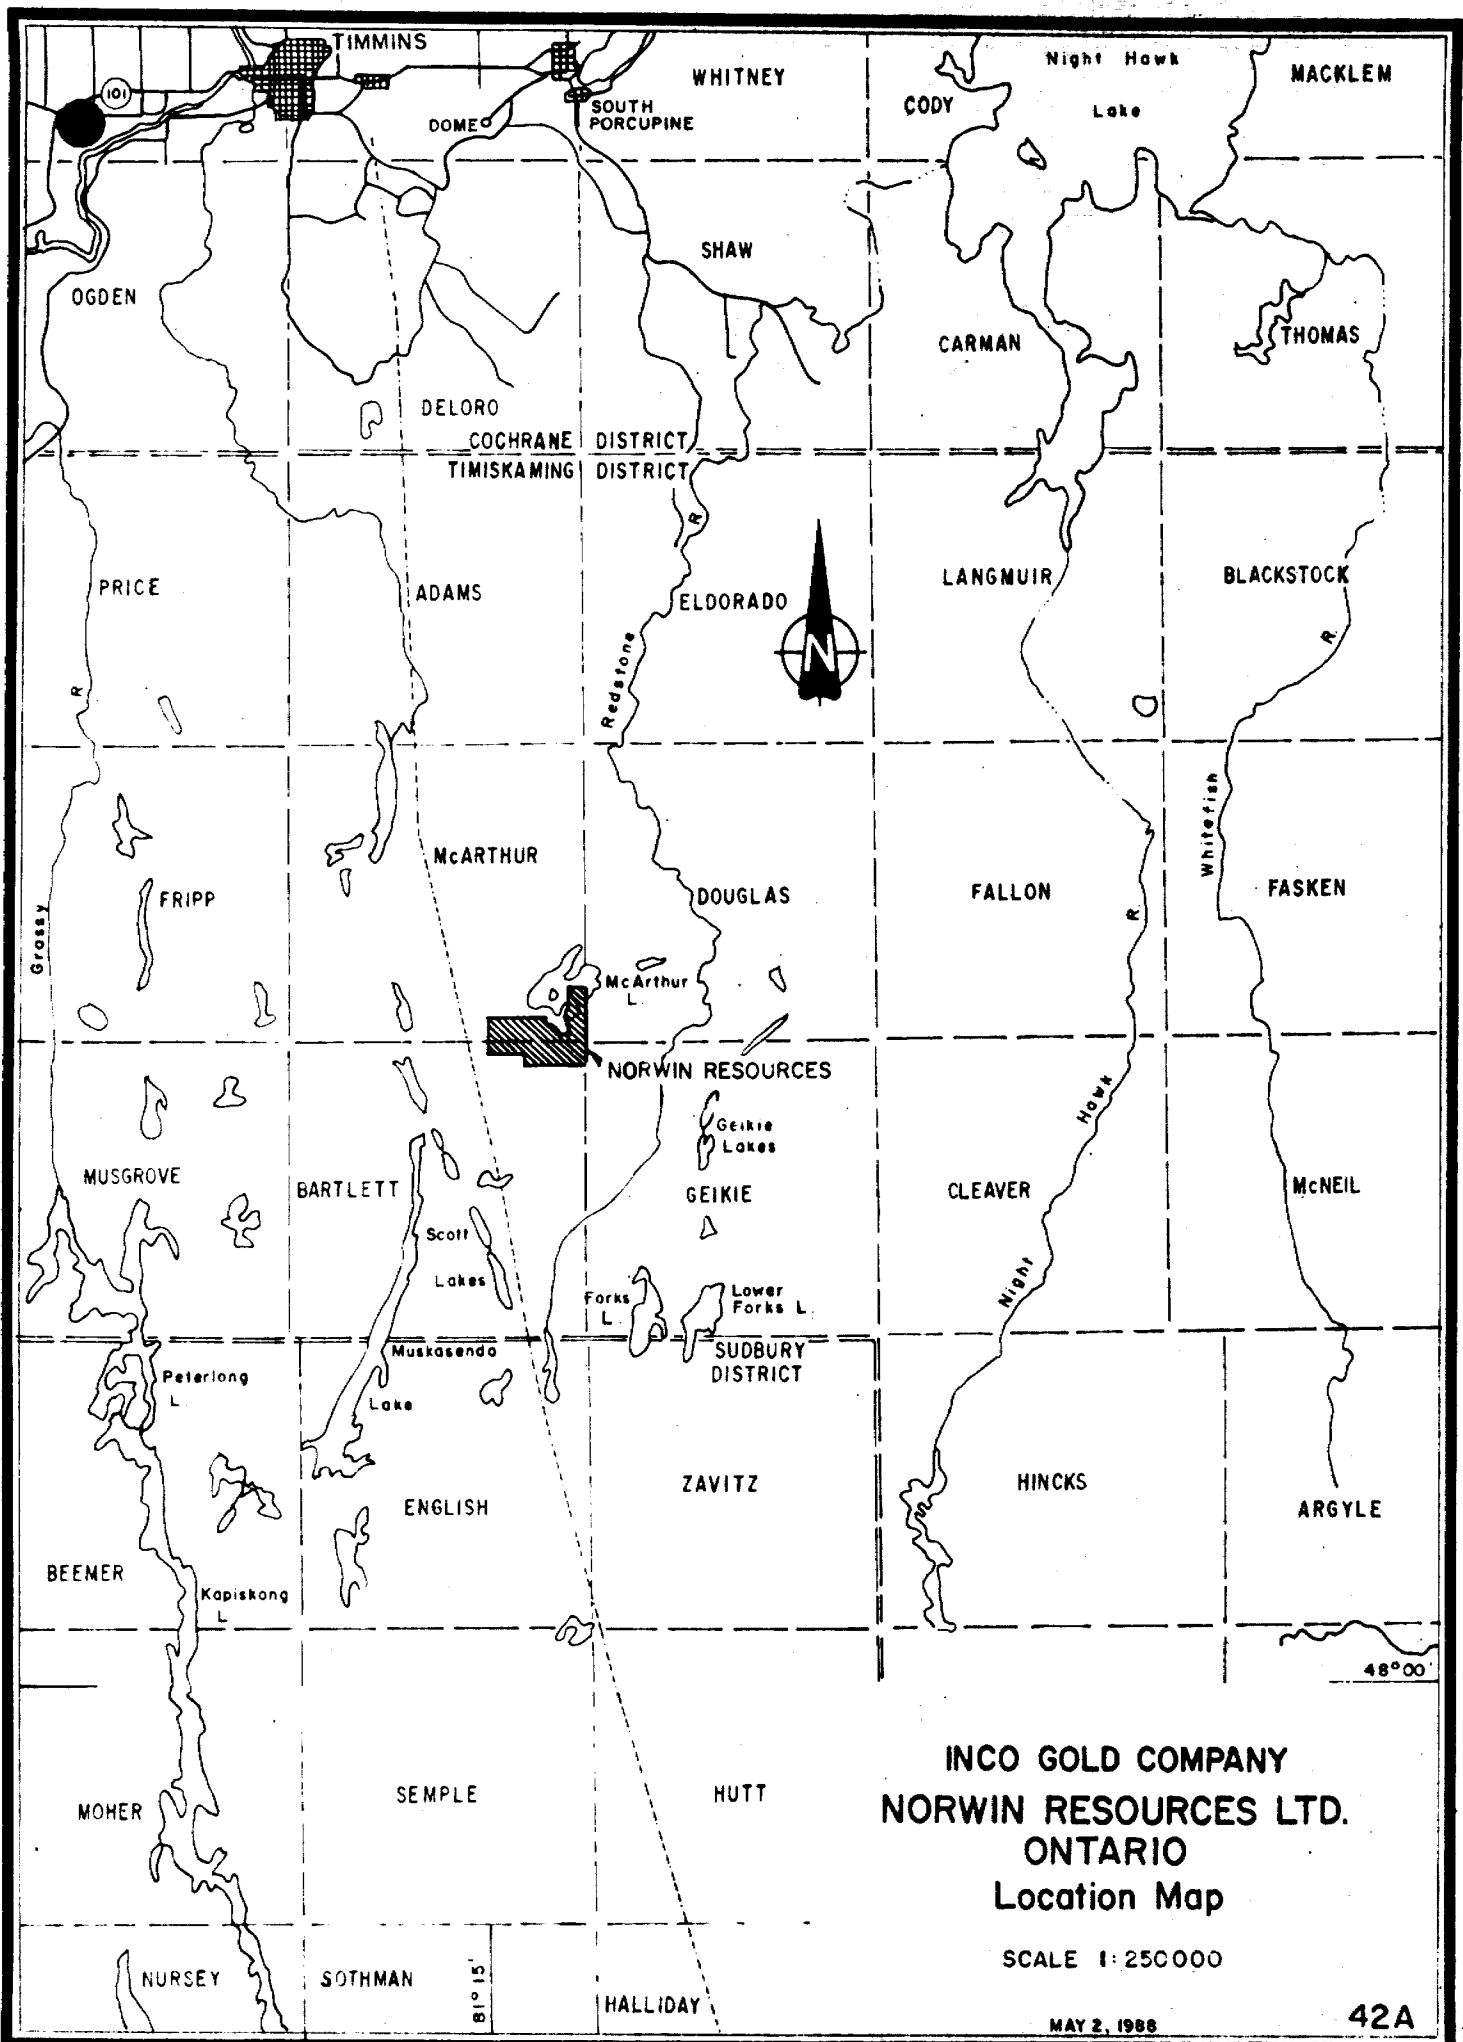 TIMMINS
WHITNEY
Night Hawk
Lake
MACKLEM
101
CODY
DOME
SOUTH
PORCUPINE
SHAW
OGDEN
CARMAN
THOMAS
DELORO
COCHRANE DISTRICT
TIMISKAMING DISTRICT
R
PRICE
ADAMS
ELDORADO
LANGMUIR
BLACKSTOCK
N
R.
R
Redstone
Whitefish
McARTHUR
FRIPP
DOUGLAS
FALLON
FASKEN
Grassy
R.
McArthur
L.
NORWIN RESOURCES
Hawk
Geikie
Lakes
MUSGROVE
BARTLETT
GEIKIE
CLEAVER
McNEIL
Scott
Lakes
Night
Forks
L.
Lower
Forks L.
Muskasenda
Lake
SUDBURY
DISTRICT
Peterlong
L.
ZAVITZ
HINCKS
ENGLISH
ARGYLE
BEEMER
Kapiskong
L
48°00'
INCO GOLD COMPANY
NORWIN RESOURCES LTD.
ONTARIO
Location Map
SCALE 1:250000
SEMPLE
HUTT
MOHER
NURSEY
SOTHMAN
81°15'
HALLIDAY
MAY 2, 1988
42A